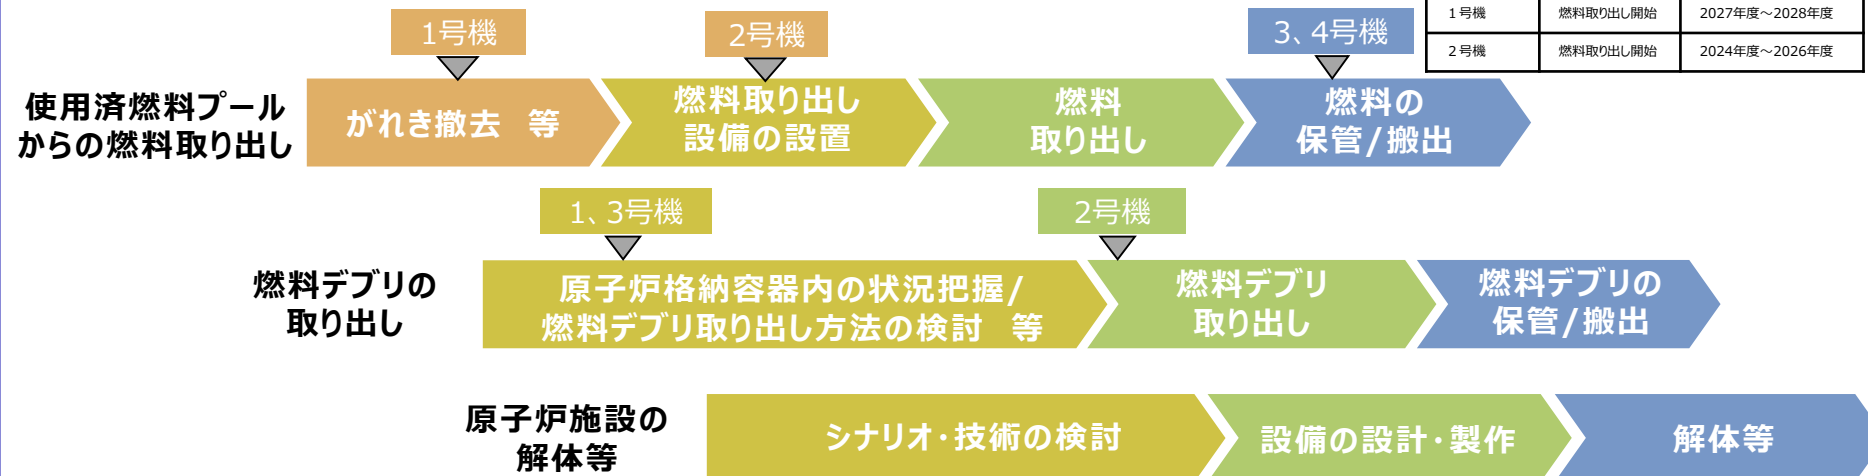 1号機 燃料取り出し開始 2027年度～2028年度
2号機 燃料取り出し開始 2024年度～2026年度
1号機
2号機
3、4号機
使用済燃料プール
からの燃料取り出し
がれき撤去　等
燃料取り出し
設備の設置
燃料
取り出し
燃料の
保管/搬出
1、3号機
2号機
燃料デブリの
取り出し
原子炉格納容器内の状況把握/
燃料デブリ取り出し方法の検討　等
燃料デブリ
取り出し
燃料デブリの
保管/搬出
原子炉施設の
解体等
シナリオ・技術の検討
設備の設計・製作
解体等